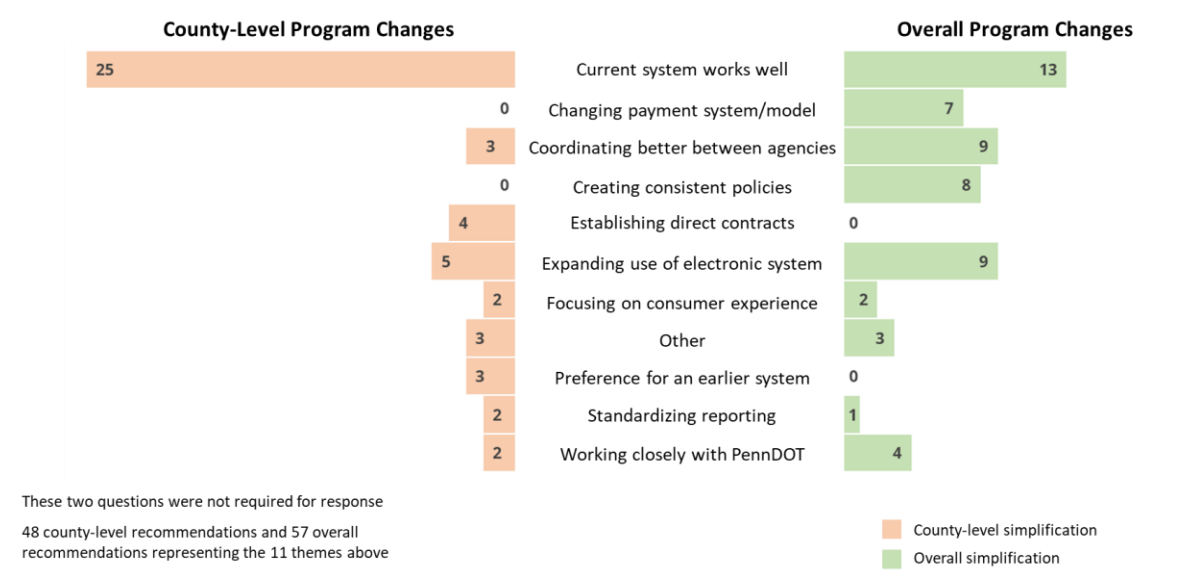 County-Level Program Changes
Overall Program Changes
25 Current system works well 13
0 Changing payment system/model 7
3 Coordinating better between agencies 9
0 Creating consistent policies 8
4 Establishing direct contracts 0
5 Expanding use of electronic system 9
2 Focusing on consumer experience 2
3 Other 3
3 Preference for an earlier system 0
2 Standardizing reporting 1
2 Working closely with PennDOT 4
These two questions were not required for response
48 county-level recommendations and 57 overall
recommendations representing the 11 themes above
County-level simplification
Overall simplification